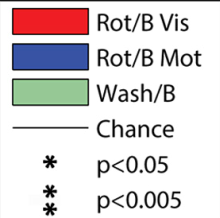 Rot/B Vis
Rot/B Mot
Wash/B
Chance
* p<0.05
** p<0.005